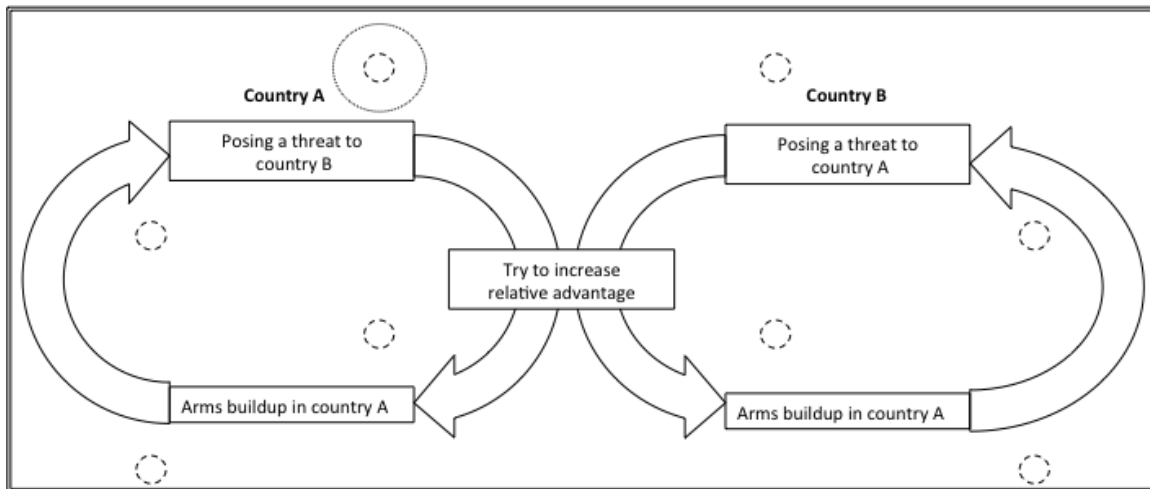 Country A
Country B
Posing a threat to
country B
Posing a threat to
country A
Try to increase
relative advantage
Arms buildup in country A
Arms buildup in country A